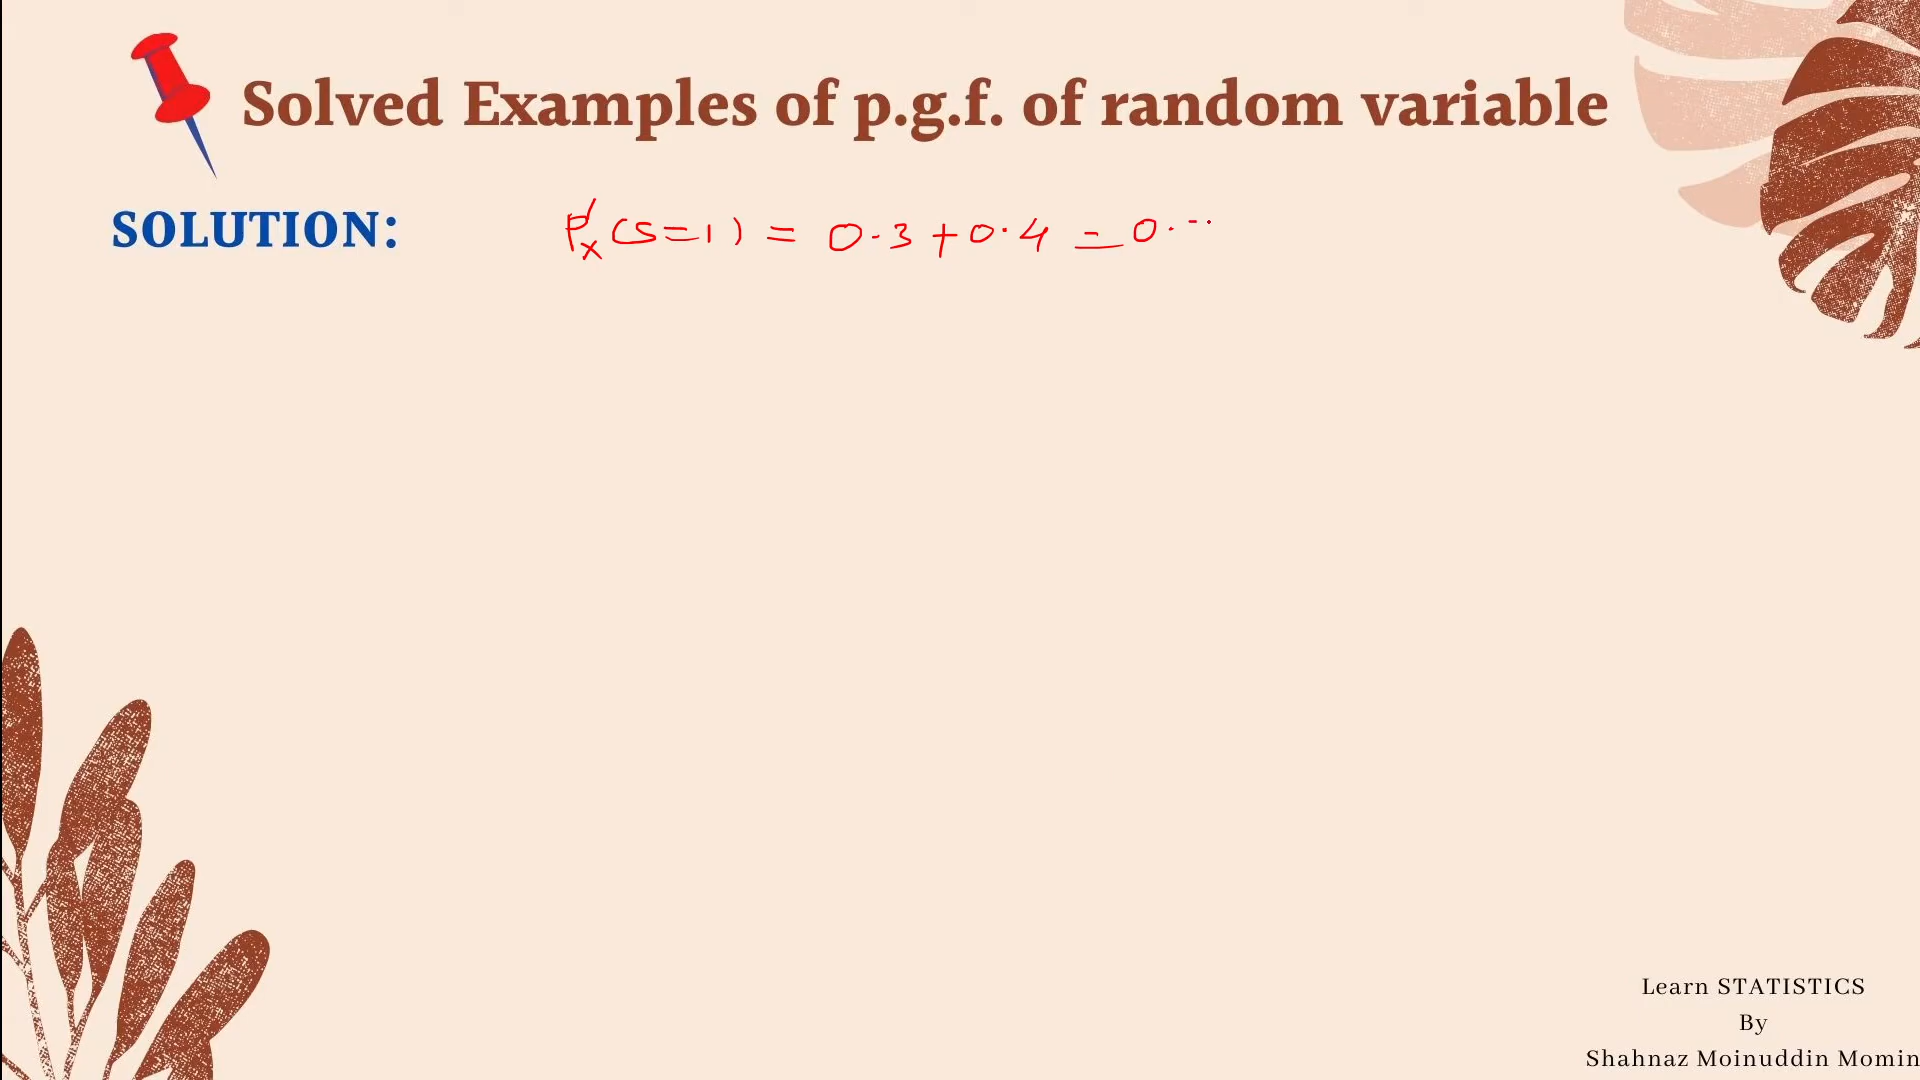 Solved Examples of p.g.f. of random variable
SOLUTION: P'x (S=1) = 0.3 + 0.4 = 0.
Learn STATISTICS
By
Shahnaz Moinuddin Momin